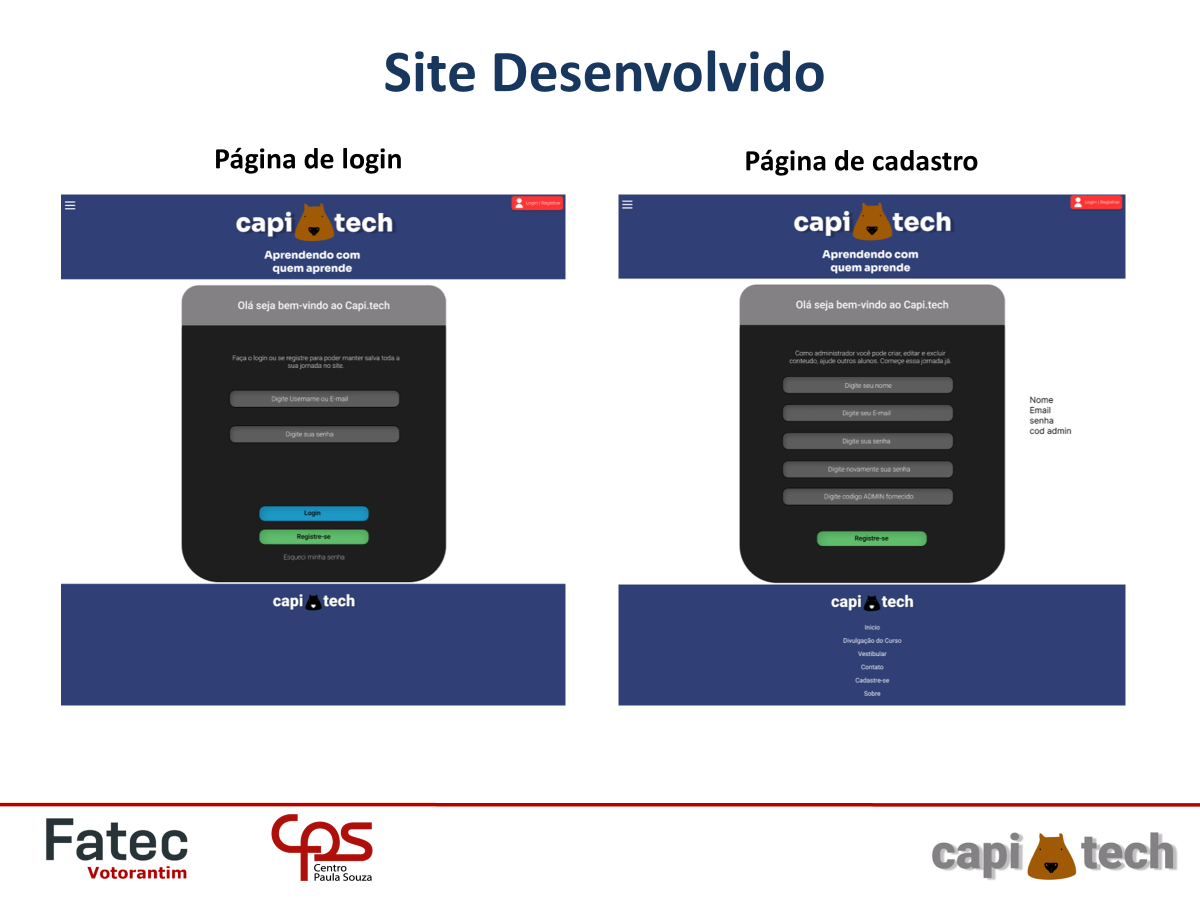 Site Desenvolvido
Página de login
Página de cadastro
Login | Registrar
capi tech
Aprendendo com
quem aprende
Olá seja bem-vindo ao Capi.tech
Faça o login ou se registre para poder manter salva toda a
sua jornada no site.
Digite Username ou E-mail
Digite sua senha
Login
Registre-se
Esqueci minha senha
capi tech
Login | Registrar
capi tech
Aprendendo com
quem aprende
Olá seja bem-vindo ao Capi.tech
Como administrador você pode criar, editar e excluir
conteudo, ajude outros alunos. Começe essa jornada já.
Digite seu nome
Digite seu E-mail
Digite sua senha
Digite novamente sua senha
Digite codigo ADMIN fornecido
Registre-se
Nome
Email
senha
cod admin
capi tech
Inicio
Divulgação do Curso
Vestibular
Contato
Cadastre-se
Sobre
Fatec
Votorantim
CPS
Centro
Paula Souza
capi tech